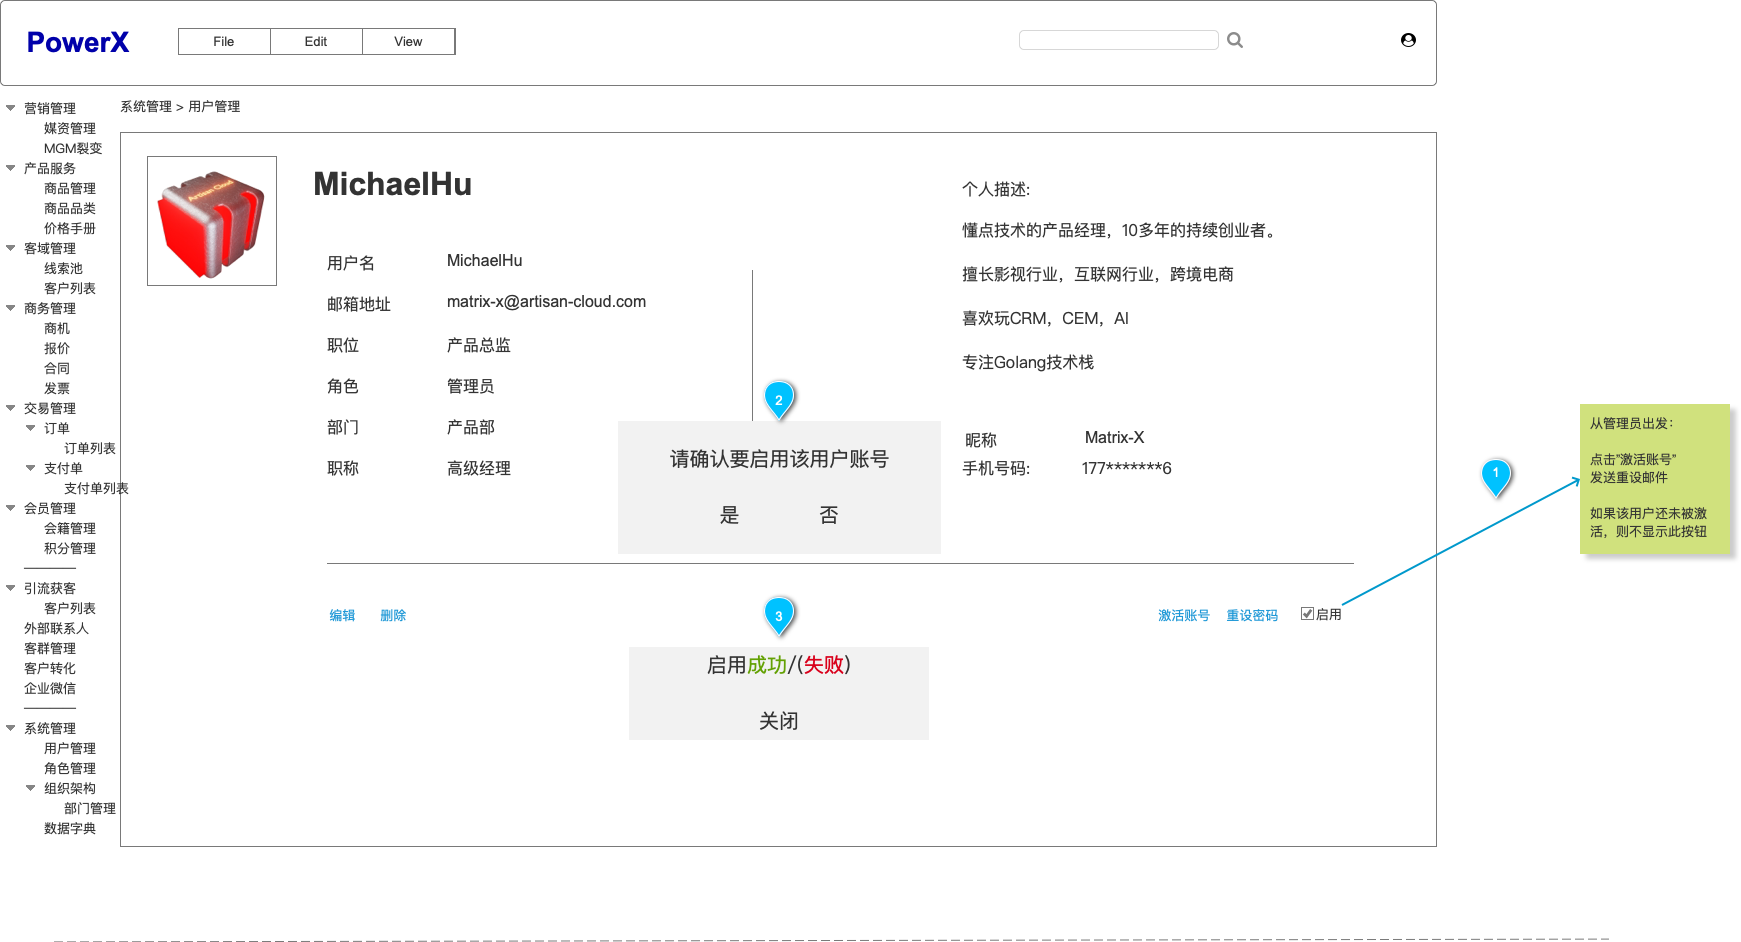 PowerX
File
Edit
View
系统管理 > 用户管理
营销管理
媒资管理
MGM裂变
产品服务
商品管理
商品品类
价格手册
客域管理
线索池
客户列表
商务管理
商机
报价
合同
发票
交易管理
订单
订单列表
支付单
支付单列表
会员管理
会籍管理
积分管理
引流获客
客户列表
外部联系人
客群管理
客户转化
企业微信
系统管理
用户管理
角色管理
组织架构
部门管理
数据字典
Artisan Cloud
MichaelHu
用户名
MichaelHu
邮箱地址
matrix-x@artisan-cloud.com
职位
产品总监
角色
管理员
部门
产品部
职称
高级经理
个人描述:
懂点技术的产品经理，10多年的持续创业者。
擅长影视行业，互联网行业，跨境电商
喜欢玩CRM，CEM，AI
专注Golang技术栈
昵称
Matrix-X
手机号码:
177*******6
2
请确认要启用该用户账号
是
否
编辑
删除
激活账号
重设密码
启用
3
启用成功/(失败)
关闭
1
从管理员出发：
点击”激活账号”
发送重设邮件
如果该用户还未被激
活，则不显示此按钮